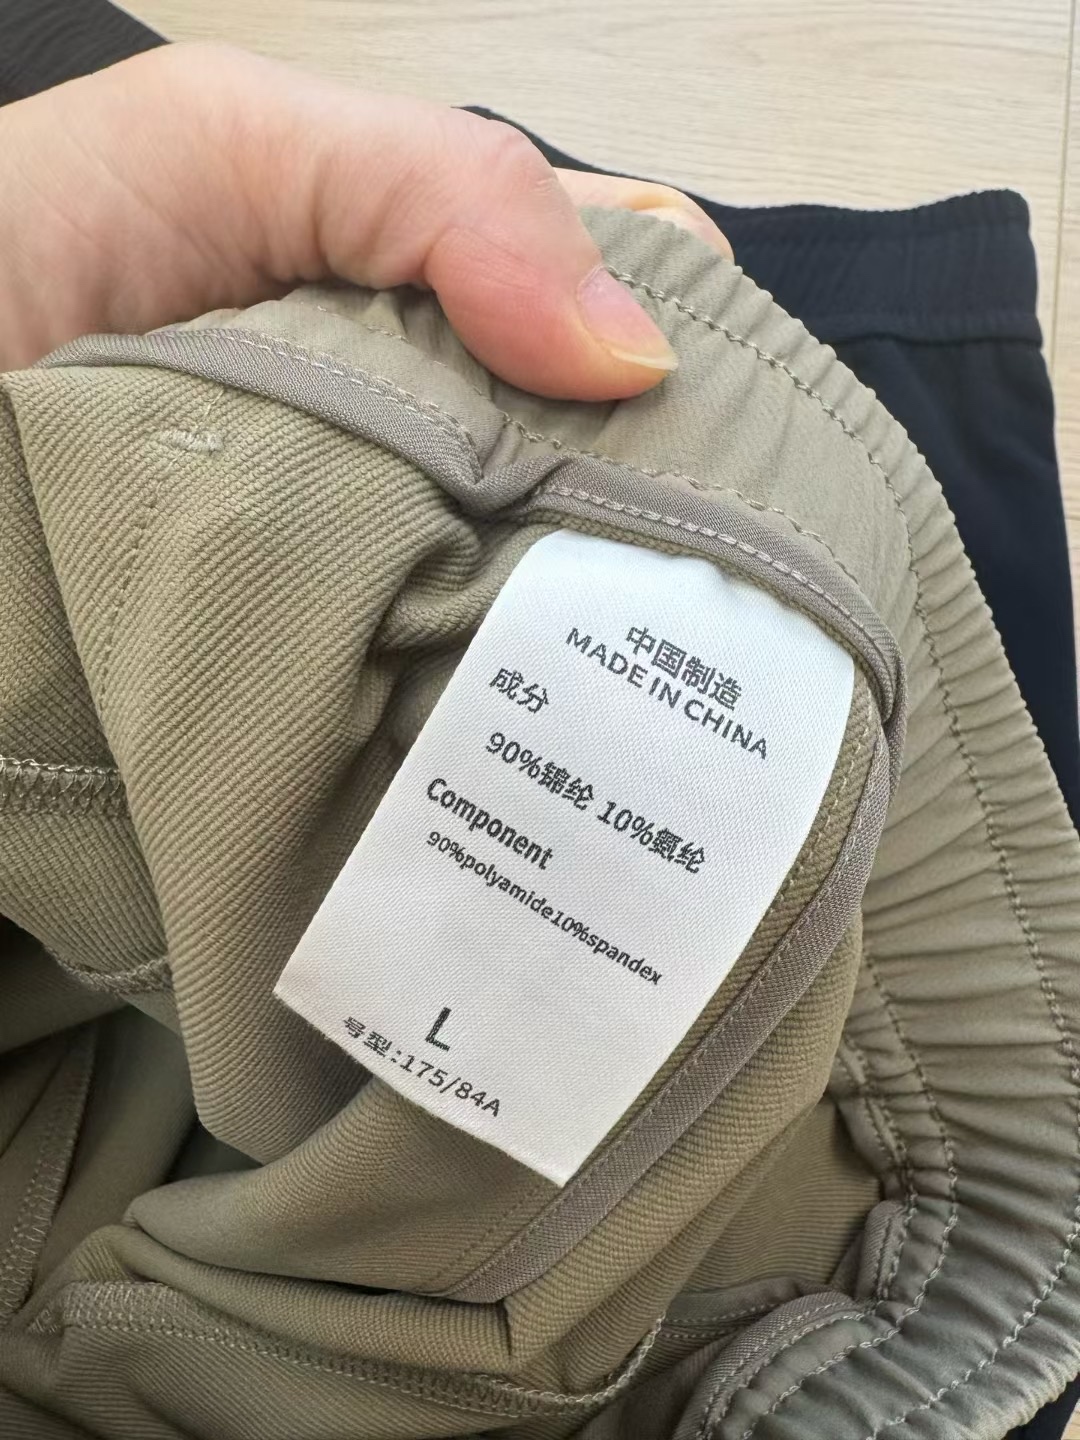 中国制造
MADE IN CHINA
成分
90%锦纶 10%氨纶
Component
90%polyamide10%spandex
L
号型:175/84A